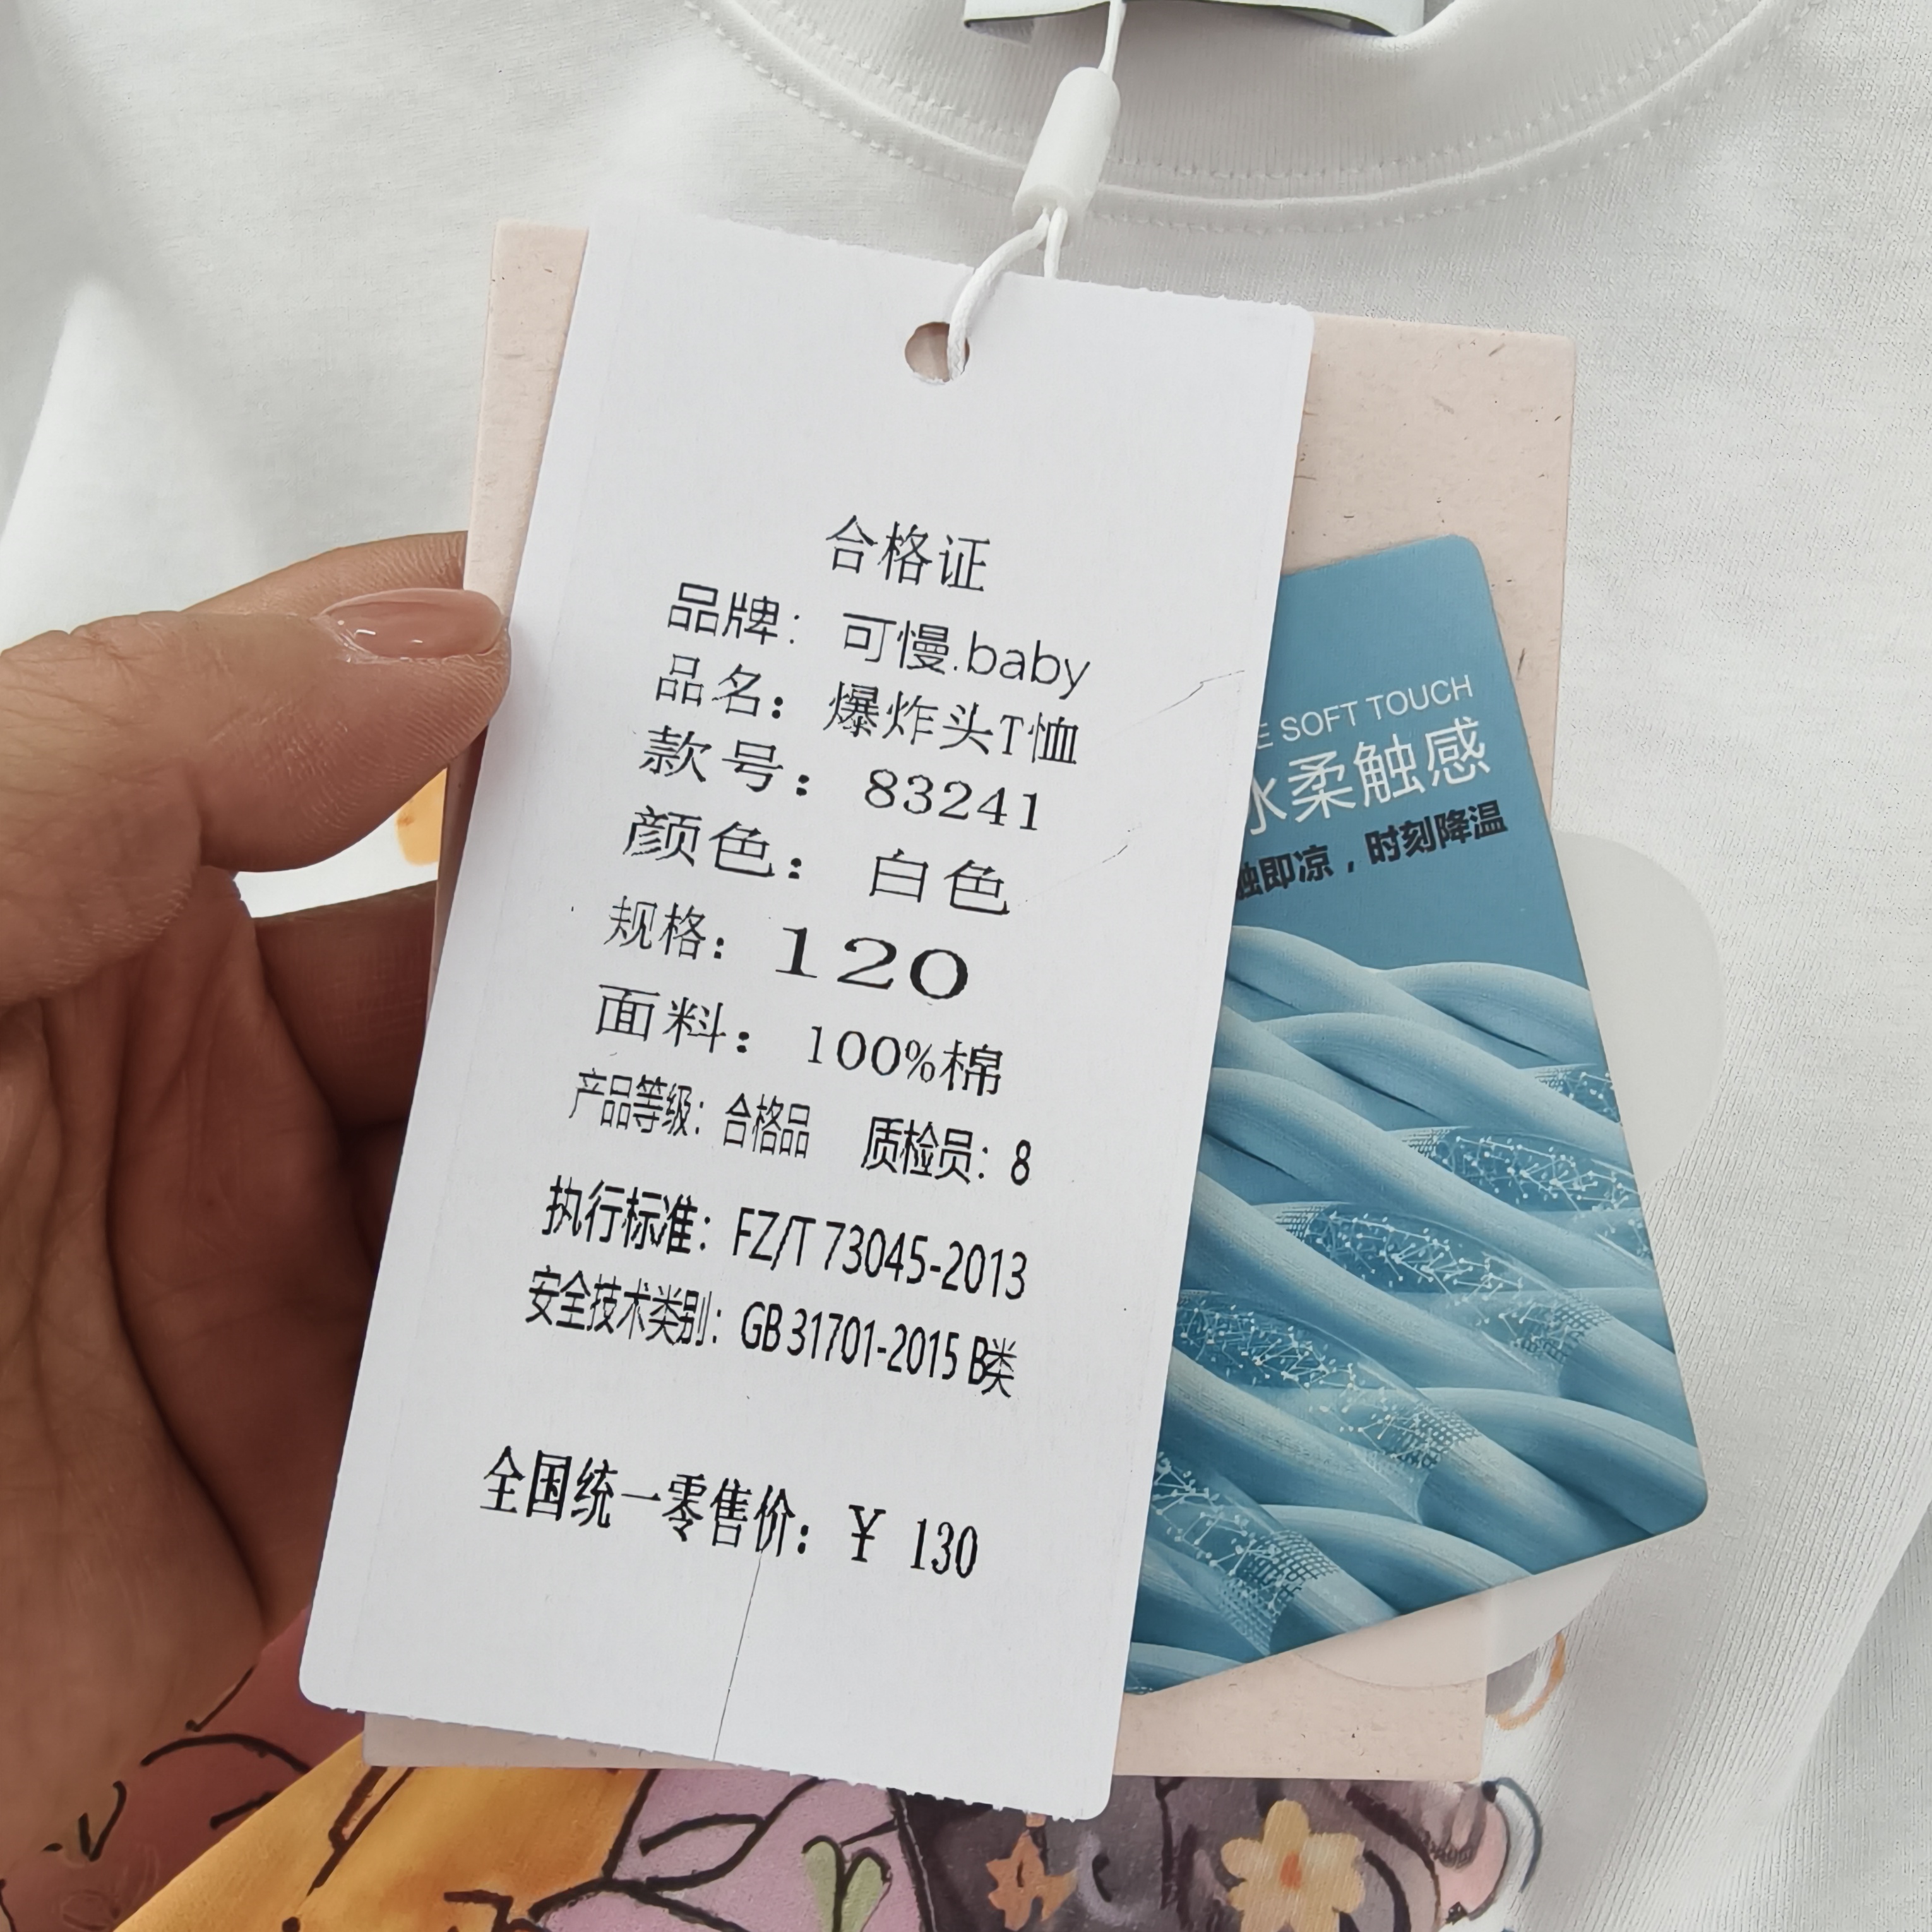 合格证
品牌：可慢.baby
品名：爆炸头T恤
款号：83241
颜色：白色
规格：120
面料：100%棉
产品等级：合格品 质检员：8
执行标准：FZ/T 73045-2013
安全技术类别：GB 31701-2015 B类
全国统一零售价：￥ 130
SOFT TOUCH
柔触感
即凉，时刻降温